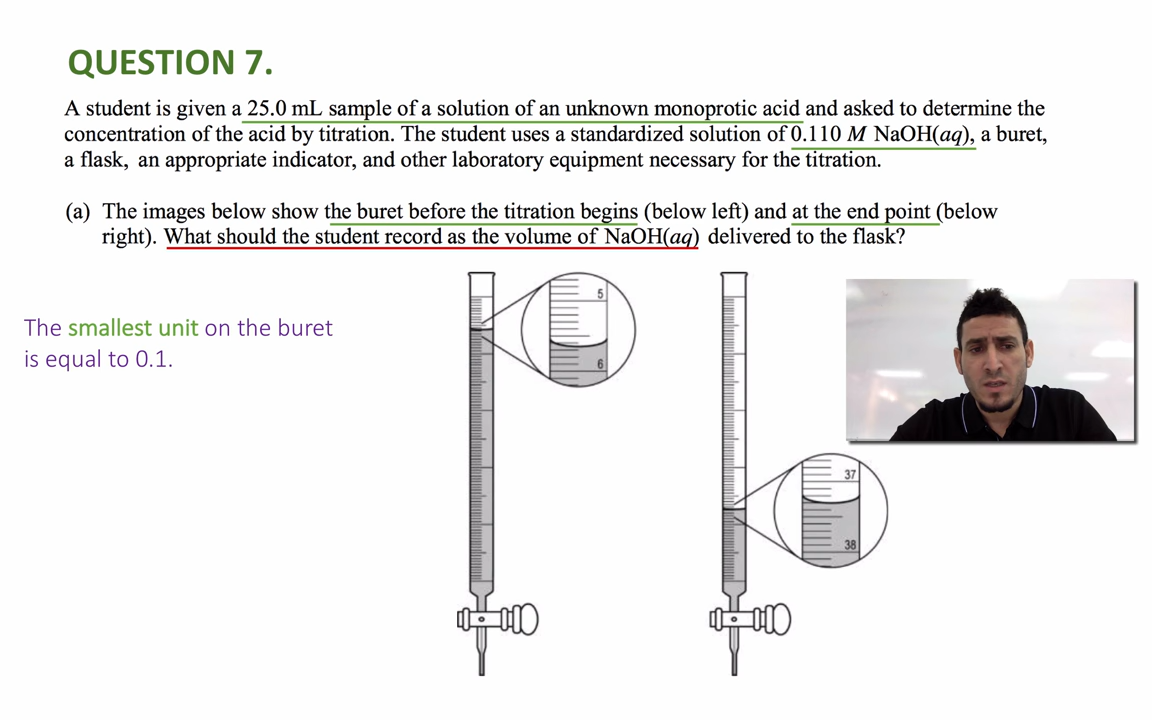 QUESTION 7.
A student is given a 25.0 mL sample of a solution of an unknown monoprotic acid and asked to determine the
concentration of the acid by titration. The student uses a standardized solution of 0.110 M NaOH(aq), a buret,
a flask, an appropriate indicator, and other laboratory equipment necessary for the titration.
(a) The images below show the buret before the titration begins (below left) and at the end point (below
right). What should the student record as the volume of NaOH(aq) delivered to the flask?
The smallest unit on the buret
is equal to 0.1.
5
6
37
38